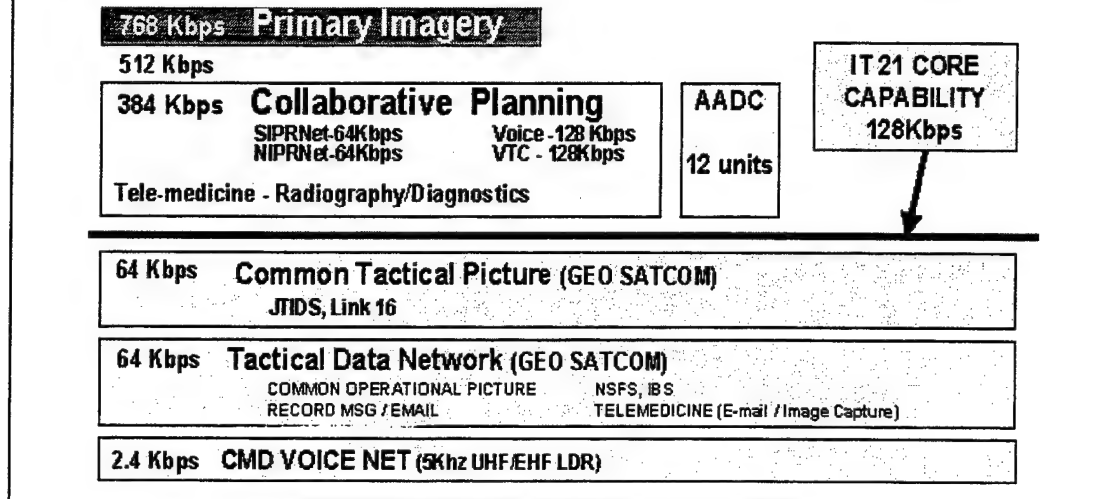 768 Kbps Primary Imagery
512 Kbps
384 Kbps Collaborative Planning
SIPRNet-64Kbps Voice -128 Kbps
NIPRNet-64Kbps VTC - 128Kbps
Tele-medicine - Radiography/Diagnostics
AADC
12 units
IT 21 CORE
CAPABILITY
128Kbps
64 Kbps Common Tactical Picture (GEO SATCOM)
JTIDS, Link 16
64 Kbps Tactical Data Network (GEO SATCOM)
COMMON OPERATIONAL PICTURE NSFS, IBS
RECORD MSG / EMAIL TELEMEDICINE (E-mail / Image Capture)
2.4 Kbps CMD VOICE NET (5Khz UHF/EHF LDR)